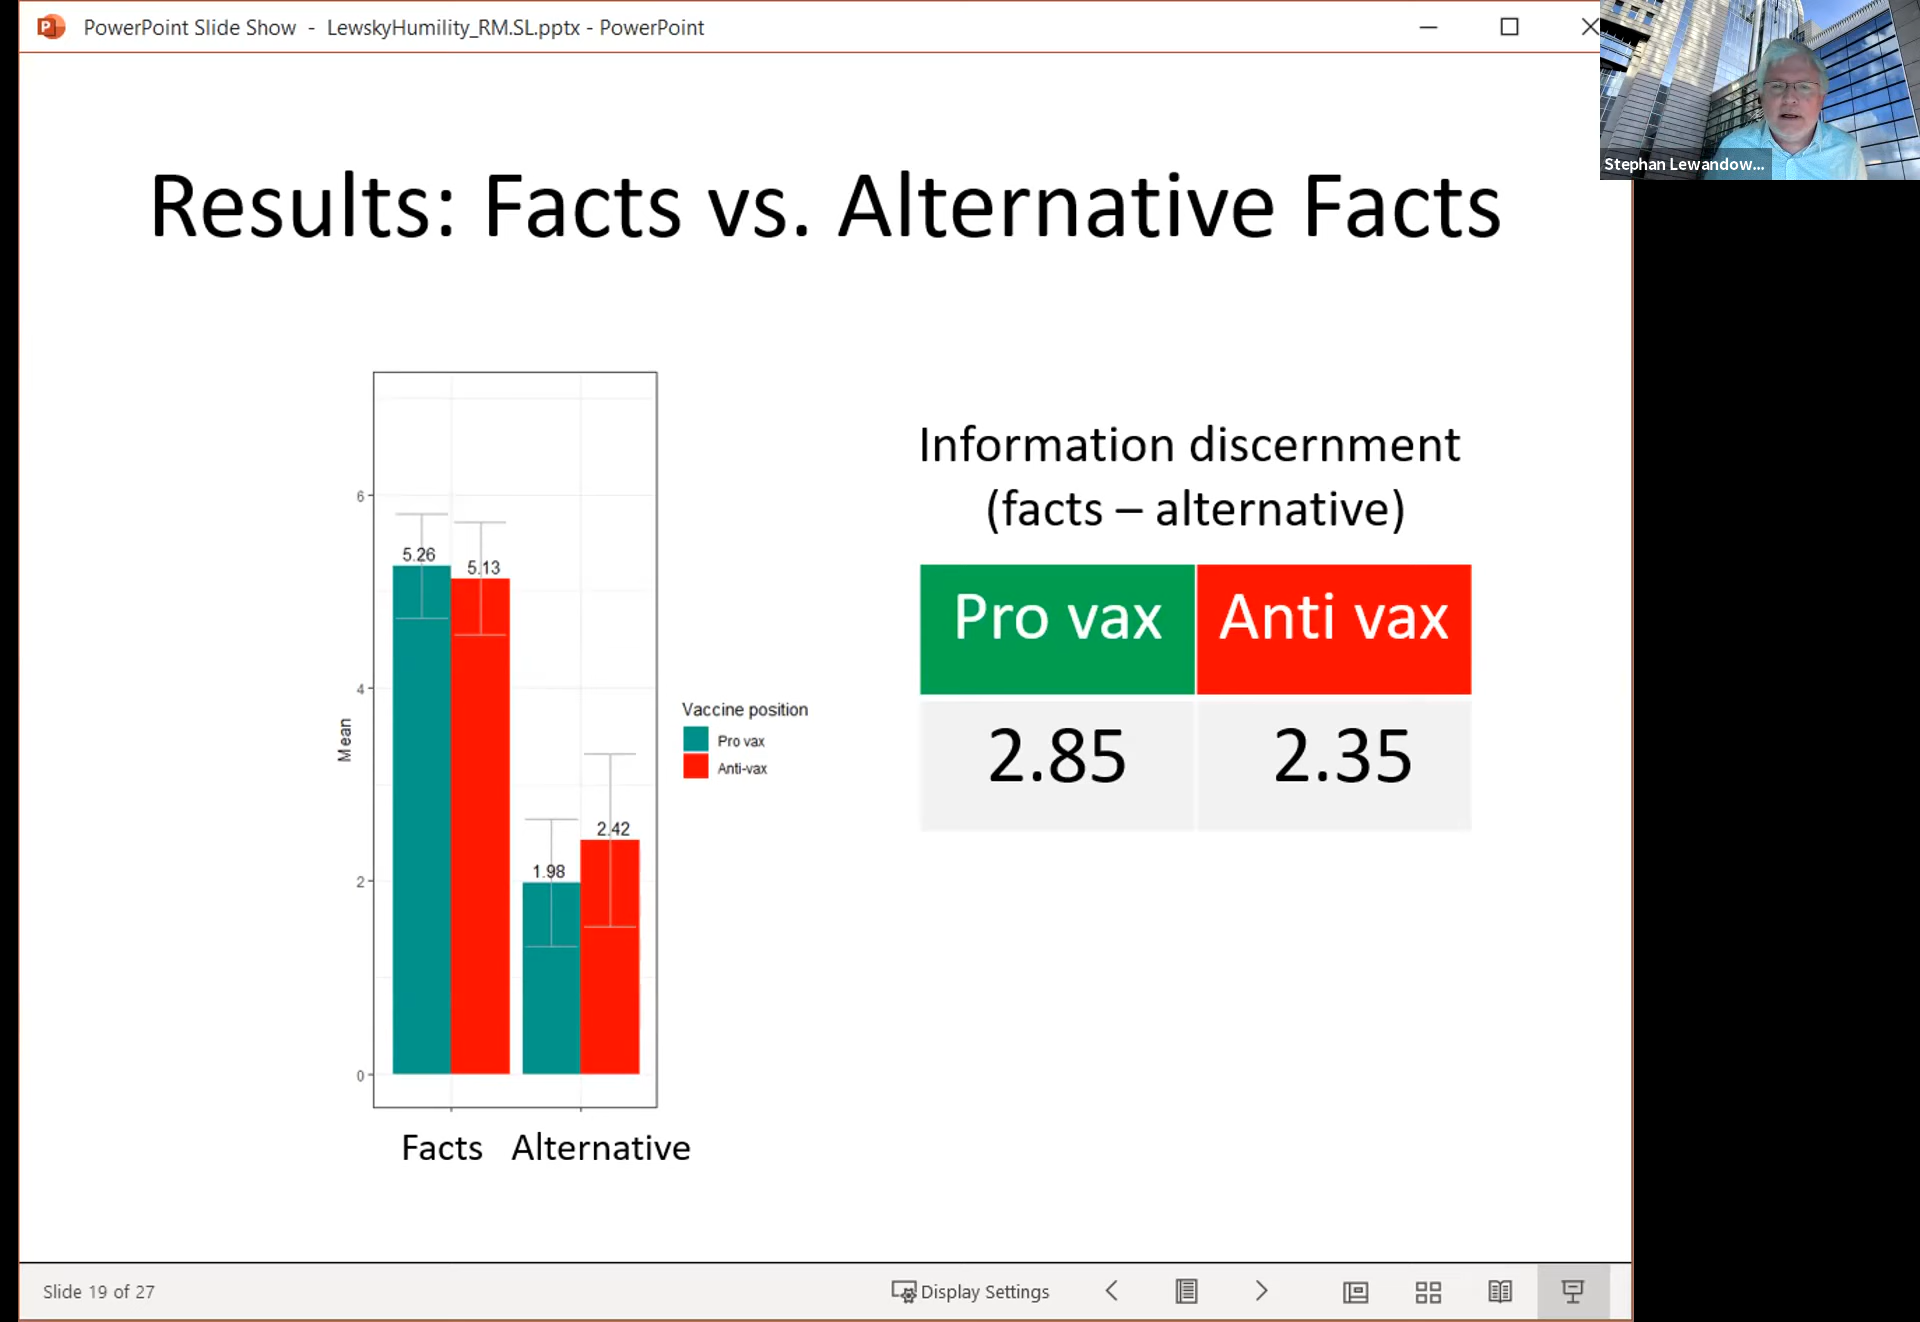 PowerPoint Slide Show - LewskyHumility_RM.SL.pptx - PowerPoint
Stephan Lewandow...
Results: Facts vs. Alternative Facts
6
4
2
0
Mean
5.26
5.13
1.98
2.42
Facts Alternative
Vaccine position
Pro vax
Anti-vax
Information discernment
(facts – alternative)
Pro vax Anti vax
2.85 2.35
Slide 19 of 27
Display Settings